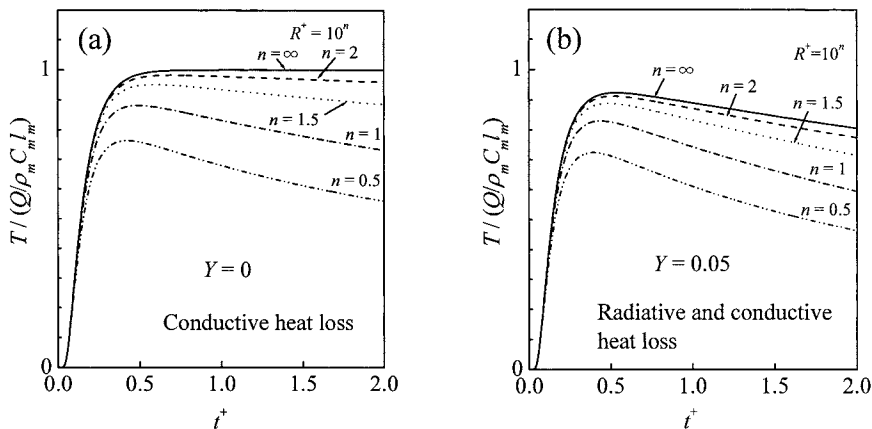 (a)
R⁺ = 10ⁿ
n = ∞
n = 2
n = 1.5
n = 1
n = 0.5
Y = 0
Conductive heat loss
1
0
0.0 0.5 1.0 1.5 2.0
t⁺
T / (Q/ρₘCₘlₘ)
(b)
R⁺=10ⁿ
n = ∞
n = 2
n = 1.5
n = 1
n = 0.5
Y = 0.05
Radiative and conductive
heat loss
1
0
0.0 0.5 1.0 1.5 2.0
t⁺
T / (Q/ρₘCₘlₘ)